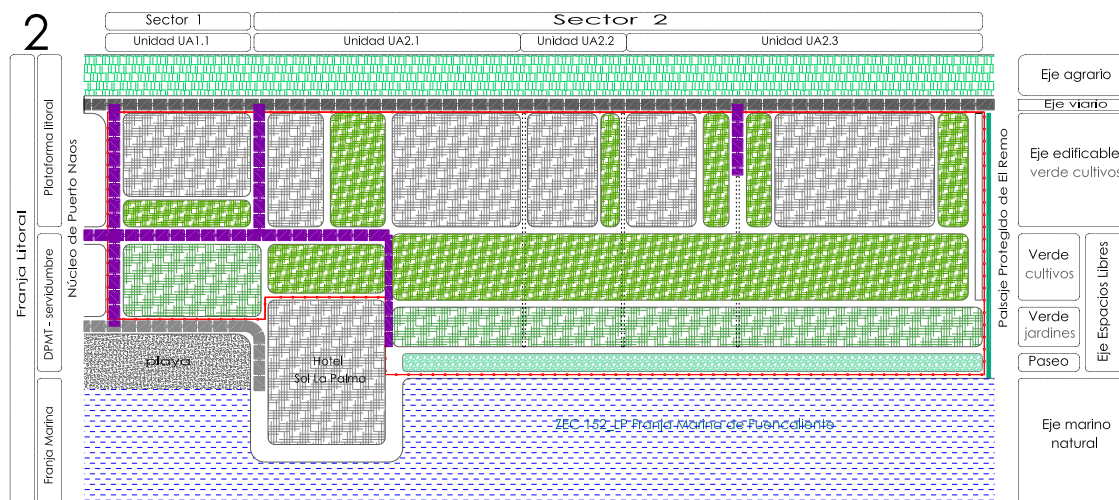 2
Sector 1
Sector 2
Unidad UA1.1
Unidad UA2.1
Unidad UA2.2
Unidad UA2.3
Franja Litoral
Plataforma litoral
DPMT - servidumbre
Franja Marina
Núcleo de Puerto Naos
playa
Hotel
Sol La Palma
ZEC 152_LP Franja Marina de Fuencaliente
Paisaje Protegido de El Remo
Eje agrario
Eje viario
Eje edificable
verde cultivos
Verde
cultivos
Verde
jardines
Paseo
Eje Espacios Libres
Eje marino
natural